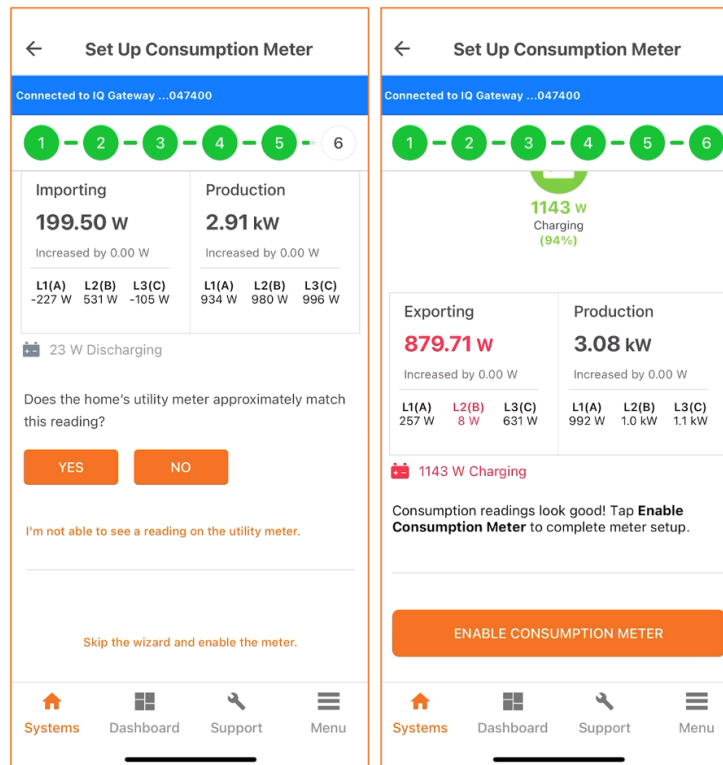 Set Up Consumption Meter
Connected to IQ Gateway ...047400
1 2 3 4 5 6
Importing Production
199.50 W 2.91 kW
Increased by 0.00 W Increased by 0.00 W
L1(A) L2(B) L3(C) L1(A) L2(B) L3(C)
-227 W 531 W -105 W 934 W 980 W 996 W
23 W Discharging
Does the home's utility meter approximately match
this reading?
YES NO
I'm not able to see a reading on the utility meter.
Skip the wizard and enable the meter.
Systems Dashboard Support Menu
Set Up Consumption Meter
Connected to IQ Gateway ...047400
1 2 3 4 5 6
1143 W
Charging
(94%)
Exporting Production
879.71 W 3.08 kW
Increased by 0.00 W Increased by 0.00 W
L1(A) L2(B) L3(C) L1(A) L2(B) L3(C)
257 W 8 W 631 W 992 W 1.0 kW 1.1 kW
1143 W Charging
Consumption readings look good! Tap Enable
Consumption Meter to complete meter setup.
ENABLE CONSUMPTION METER
Systems Dashboard Support Menu